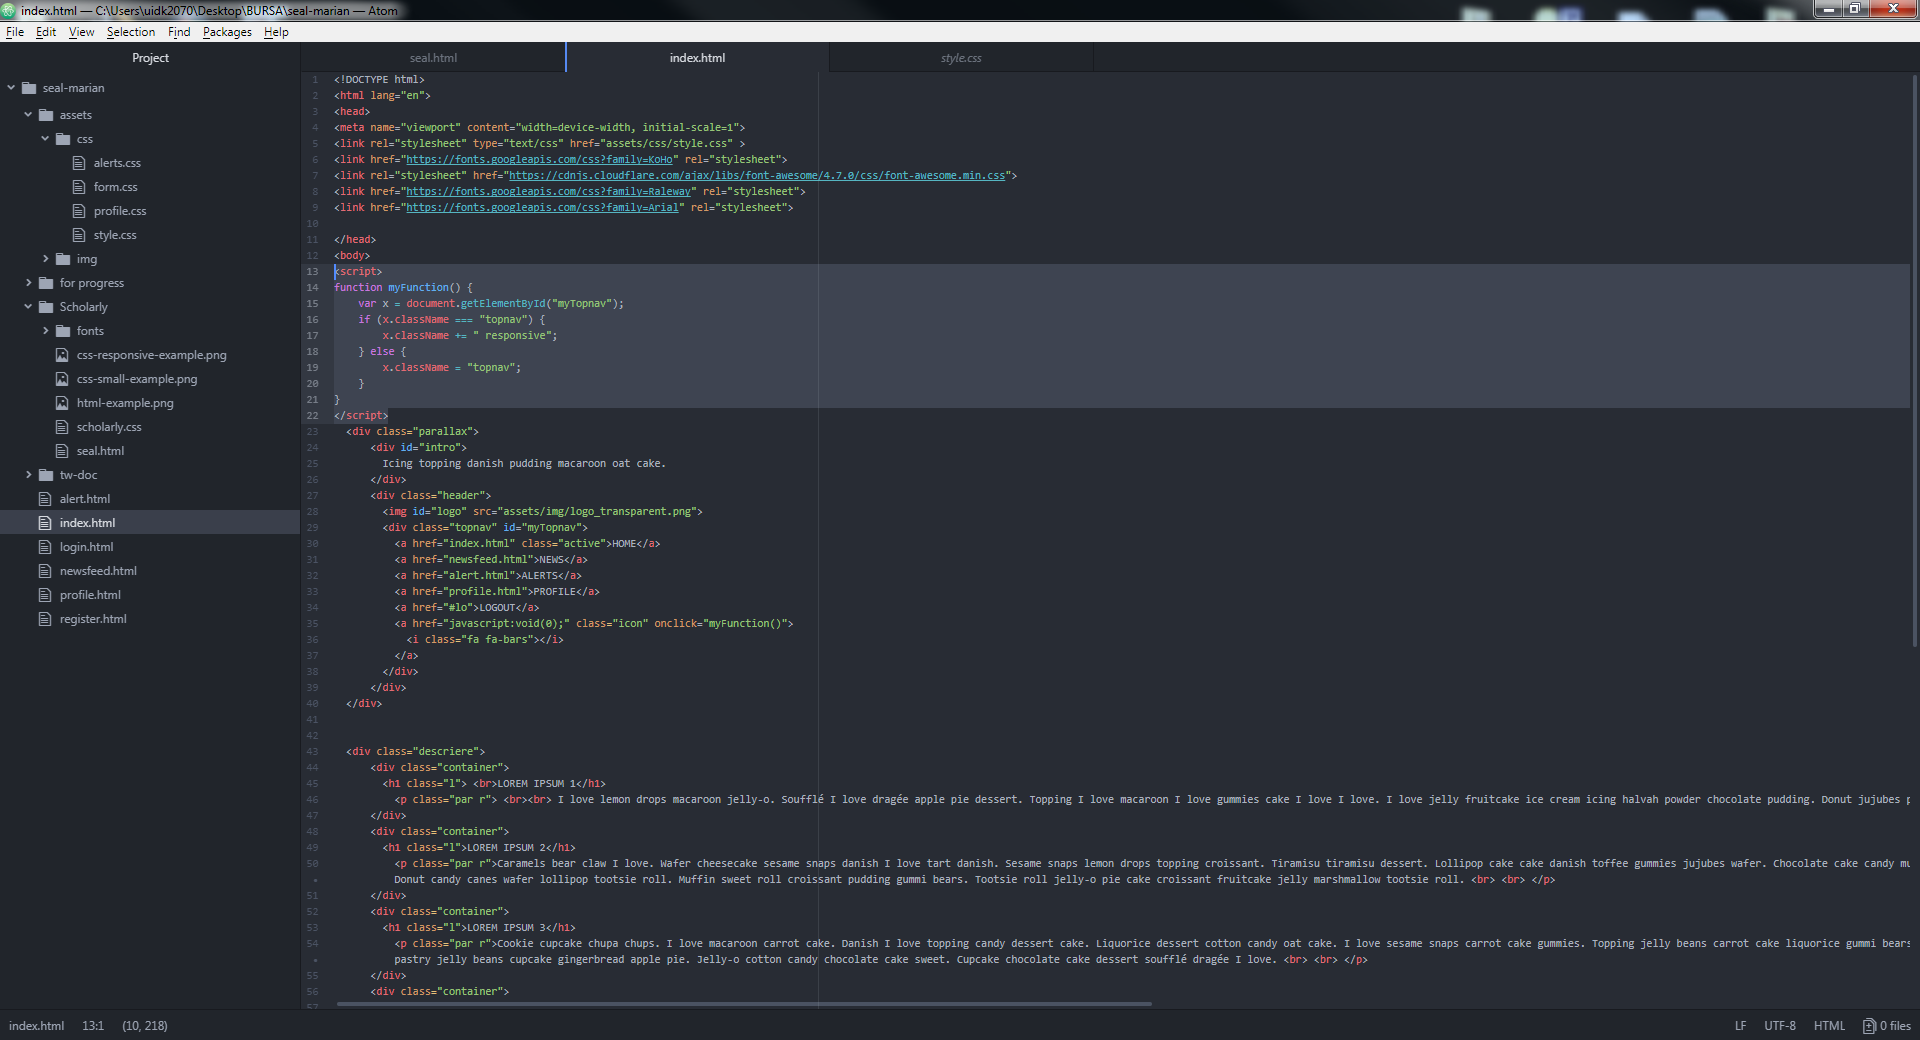 index.html — C:\Users\uidk2070\Desktop\BURSA\seal-marian — Atom
File Edit View Selection Find Packages Help
Project
seal-marian
assets
css
alerts.css
form.css
profile.css
style.css
img
for progress
Scholarly
fonts
css-responsive-example.png
css-small-example.png
html-example.png
scholarly.css
seal.html
tw-doc
alert.html
index.html
login.html
newsfeed.html
profile.html
register.html
seal.html index.html style.css
1 <!DOCTYPE html>
2 <html lang="en">
3 <head>
4 <meta name="viewport" content="width=device-width, initial-scale=1">
5 <link rel="stylesheet" type="text/css" href="assets/css/style.css" >
6 <link href="https://fonts.googleapis.com/css?family=KoHo" rel="stylesheet">
7 <link rel="stylesheet" href="https://cdnjs.cloudflare.com/ajax/libs/font-awesome/4.7.0/css/font-awesome.min.css">
8 <link href="https://fonts.googleapis.com/css?family=Raleway" rel="stylesheet">
9 <link href="https://fonts.googleapis.com/css?family=Arial" rel="stylesheet">
10
11 </head>
12 <body>
13 <script>
14 function myFunction() {
15 var x = document.getElementById("myTopnav");
16 if (x.className === "topnav") {
17 x.className += " responsive";
18 } else {
19 x.className = "topnav";
20 }
21 }
22 </script>
23 <div class="parallax">
24 <div id="intro">
25 Icing topping danish pudding macaroon oat cake.
26 </div>
27 <div class="header">
28 <img id="logo" src="assets/img/logo_transparent.png">
29 <div class="topnav" id="myTopnav">
30 <a href="index.html" class="active">HOME</a>
31 <a href="newsfeed.html">NEWS</a>
32 <a href="alert.html">ALERTS</a>
33 <a href="profile.html">PROFILE</a>
34 <a href="#lo">LOGOUT</a>
35 <a href="javascript:void(0);" class="icon" onclick="myFunction()">
36 <i class="fa fa-bars"></i>
37 </a>
38 </div>
39 </div>
40 </div>
41
42
43 <div class="descriere">
44 <div class="container">
45 <h1 class="l"> <br>LOREM IPSUM 1</h1>
46 <p class="par r"> <br><br> I love lemon drops macaroon jelly-o. Soufflé I love dragée apple pie dessert. Topping I love macaroon I love gummies cake I love I love. I love jelly fruitcake ice cream icing halvah powder chocolate pudding. Donut jujubes p
47 </div>
48 <div class="container">
49 <h1 class="l">LOREM IPSUM 2</h1>
50 <p class="par r">Caramels bear claw I love. Wafer cheesecake sesame snaps danish I love tart danish. Sesame snaps lemon drops topping croissant. Tiramisu tiramisu dessert. Lollipop cake cake danish toffee gummies jujubes wafer. Chocolate cake candy mu
• Donut candy canes wafer lollipop tootsie roll. Muffin sweet roll croissant pudding gummi bears. Tootsie roll jelly-o pie cake croissant fruitcake jelly marshmallow tootsie roll. <br> <br> </p>
51 </div>
52 <div class="container">
53 <h1 class="l">LOREM IPSUM 3</h1>
54 <p class="par r">Cookie cupcake chupa chups. I love macaroon carrot cake. Danish I love topping candy dessert cake. Liquorice dessert cotton candy oat cake. I love sesame snaps carrot cake gummies. Topping jelly beans carrot cake liquorice gummi bears
• pastry jelly beans cupcake gingerbread apple pie. Jelly-o cotton candy chocolate cake sweet. Cupcake chocolate cake dessert soufflé dragée I love. <br> <br> </p>
55 </div>
56 <div class="container">
57
index.html 13:1 (10, 218) LF UTF-8 HTML 0 files